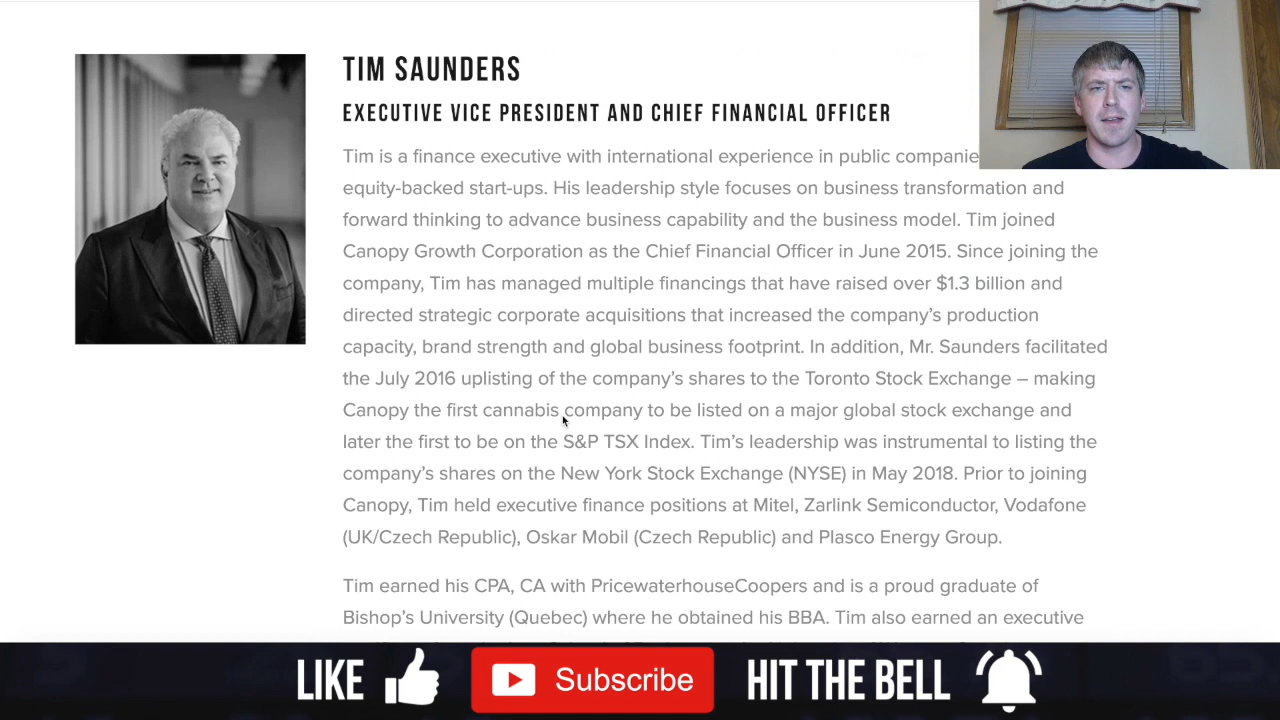 TIM SAUNDERS
EXECUTIVE VICE PRESIDENT AND CHIEF FINANCIAL OFFICER
Tim is a finance executive with international experience in public
equity-backed start-ups. His leadership style focuses on business transformation and
forward thinking to advance business capability and the business model. Tim joined
Canopy Growth Corporation as the Chief Financial Officer in June 2015. Since joining the
company, Tim has managed multiple financings that have raised over $1.3 billion and
directed strategic corporate acquisitions that increased the company’s production
capacity, brand strength and global business footprint. In addition, Mr. Saunders facilitated
the July 2016 uplisting of the company’s shares to the Toronto Stock Exchange – making
Canopy the first cannabis company to be listed on a major global stock exchange and
later the first to be on the S&P TSX Index. Tim’s leadership was instrumental to listing the
company’s shares on the New York Stock Exchange (NYSE) in May 2018. Prior to joining
Canopy, Tim held executive finance positions at Mitel, Zarlink Semiconductor, Vodafone
(UK/Czech Republic), Oskar Mobil (Czech Republic) and Plasco Energy Group.
Tim earned his CPA, CA with PricewaterhouseCoopers and is a proud graduate of
Bishop’s University (Quebec) where he obtained his BBA. Tim also earned an executive
LIKE Subscribe HIT THE BELL